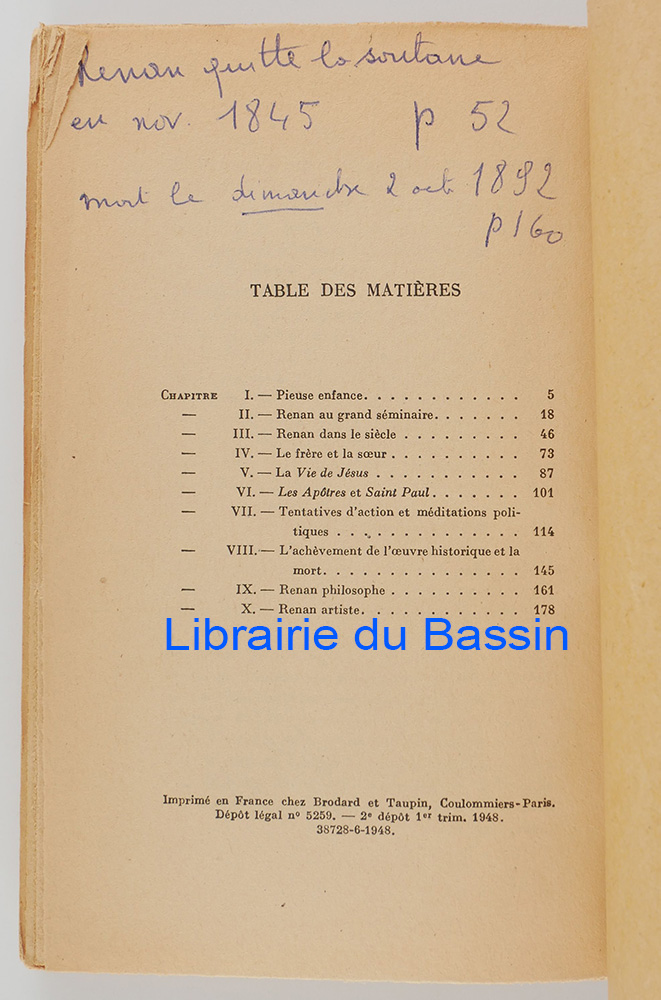 Renan quitte la soutane
en nov. 1845 p 52
mort le dimanche 2 oct 1892
p 160
TABLE DES MATIÈRES
CHAPITRE I. — Pieuse enfance. . . . . . . . . . . . 5
— II. — Renan au grand séminaire. . . . . . . 18
— III. — Renan dans le siècle . . . . . . . . . 46
— IV. — Le frère et la sœur . . . . . . . . . . 73
— V. — La Vie de Jésus . . . . . . . . . . . 87
— VI. — Les Apôtres et Saint Paul . . . . . . . 101
— VII. — Tentatives d'action et méditations poli-
tiques . . . . . . . . . . . . . . 114
— VIII. — L'achèvement de l'œuvre historique et la
mort. . . . . . . . . . . . . . . 145
— IX. — Renan philosophe . . . . . . . . . . 161
— X. — Renan artiste. . . . . . . . . . . . 178
Librairie du Bassin
Imprimé en France chez Brodard et Taupin, Coulommiers-Paris.
Dépôt légal nº 5259. — 2e dépôt 1er trim. 1948.
38728-6-1948.